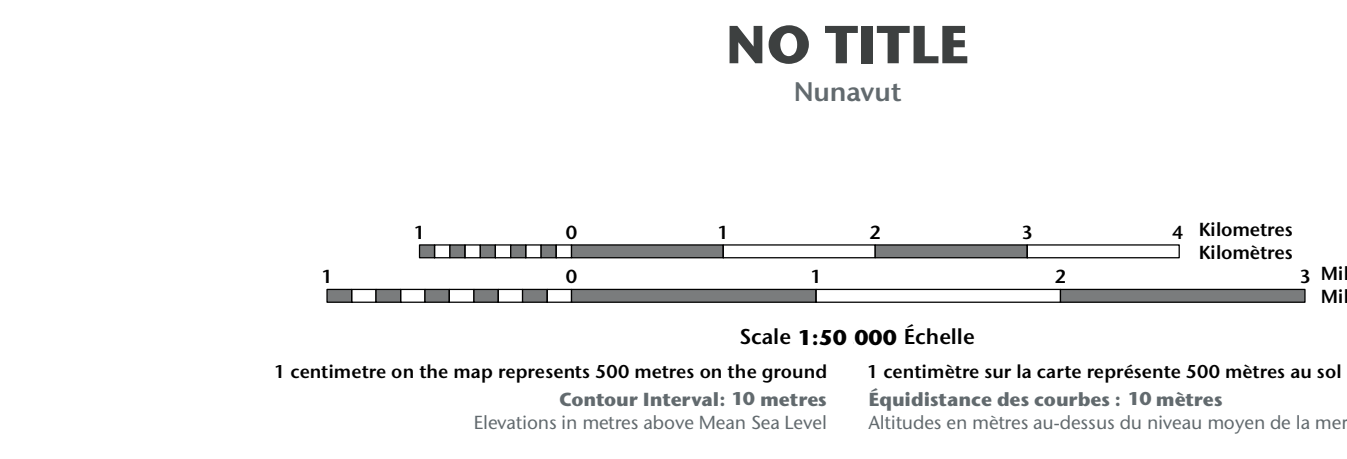 NO TITLE
Nunavut
1 0 1 2 3 4 Kilometres
Kilomètres
1 0 1 2 3
Scale 1:50 000 Échelle
1 centimetre on the map represents 500 metres on the ground
1 centimètre sur la carte représente 500 mètres au sol
Contour Interval: 10 metres
Équidistance des courbes : 10 mètres
Elevations in metres above Mean Sea Level
Altitudes en mètres au-dessus du niveau moyen de la mer